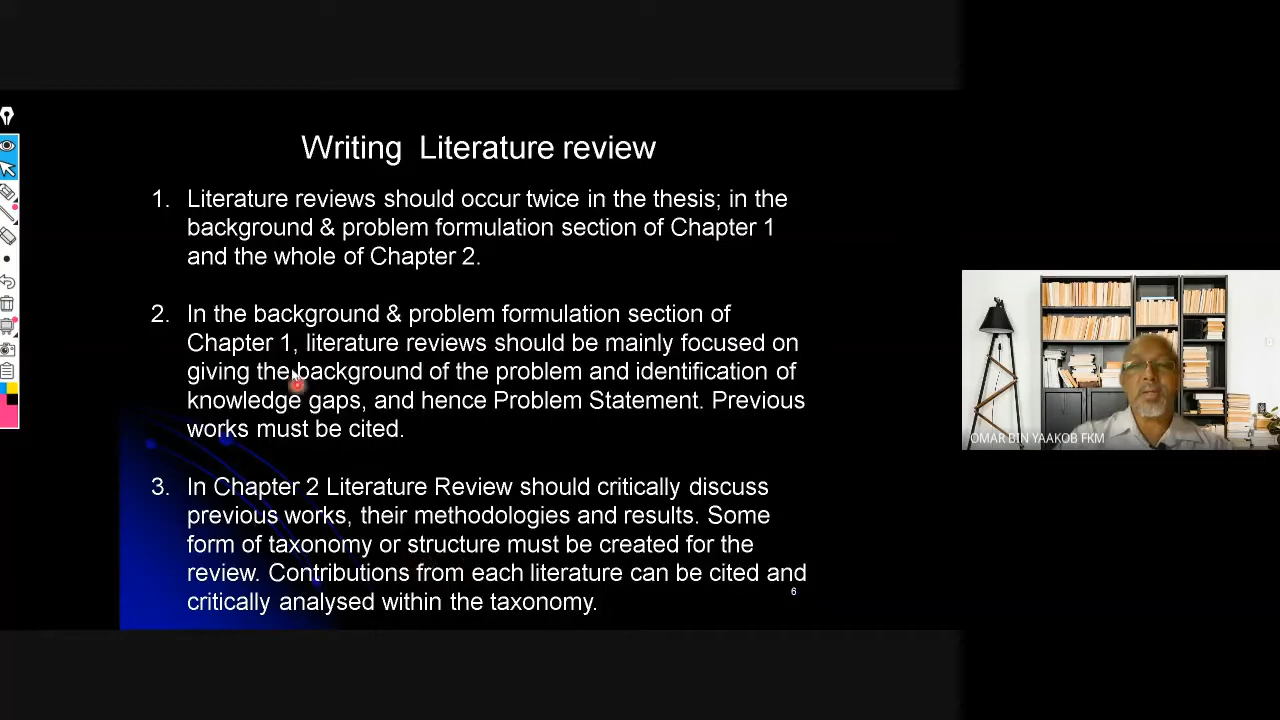 Writing Literature review
1. Literature reviews should occur twice in the thesis; in the
background & problem formulation section of Chapter 1
and the whole of Chapter 2.
2. In the background & problem formulation section of
Chapter 1, literature reviews should be mainly focused on
giving the background of the problem and identification of
knowledge gaps, and hence Problem Statement. Previous
works must be cited.
3. In Chapter 2 Literature Review should critically discuss
previous works, their methodologies and results. Some
form of taxonomy or structure must be created for the
review. Contributions from each literature can be cited and
critically analysed within the taxonomy.
6
OMAR BIN YAAKOB FKM